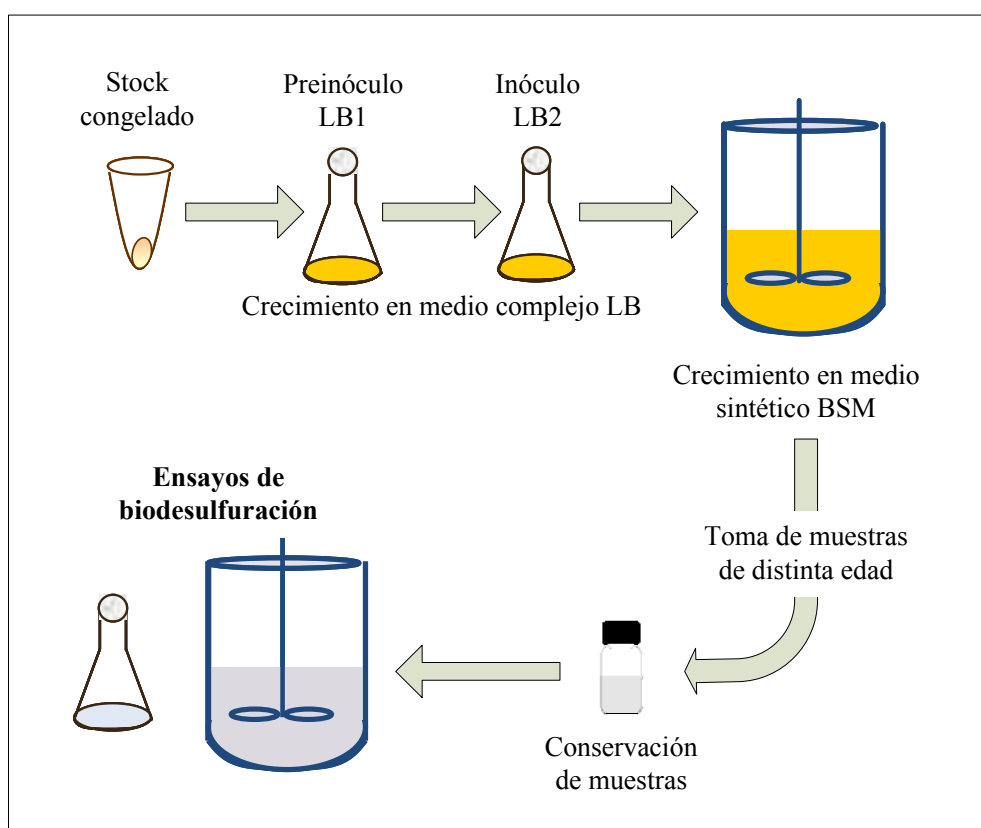 Stock
congelado
Preinóculo
LB1
Inóculo
LB2
Crecimiento en medio complejo LB
Crecimiento en medio
sintético BSM
Toma de muestras
de distinta edad
Conservación
de muestras
Ensayos de
biodesulfuración